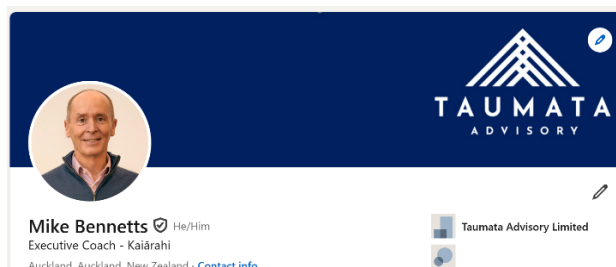 TAUMATA
ADVISORY
Mike Bennetts He/Him
Executive Coach - Kaiārahi
Auckland, Auckland, New Zealand · Contact info
Taumata Advisory Limited